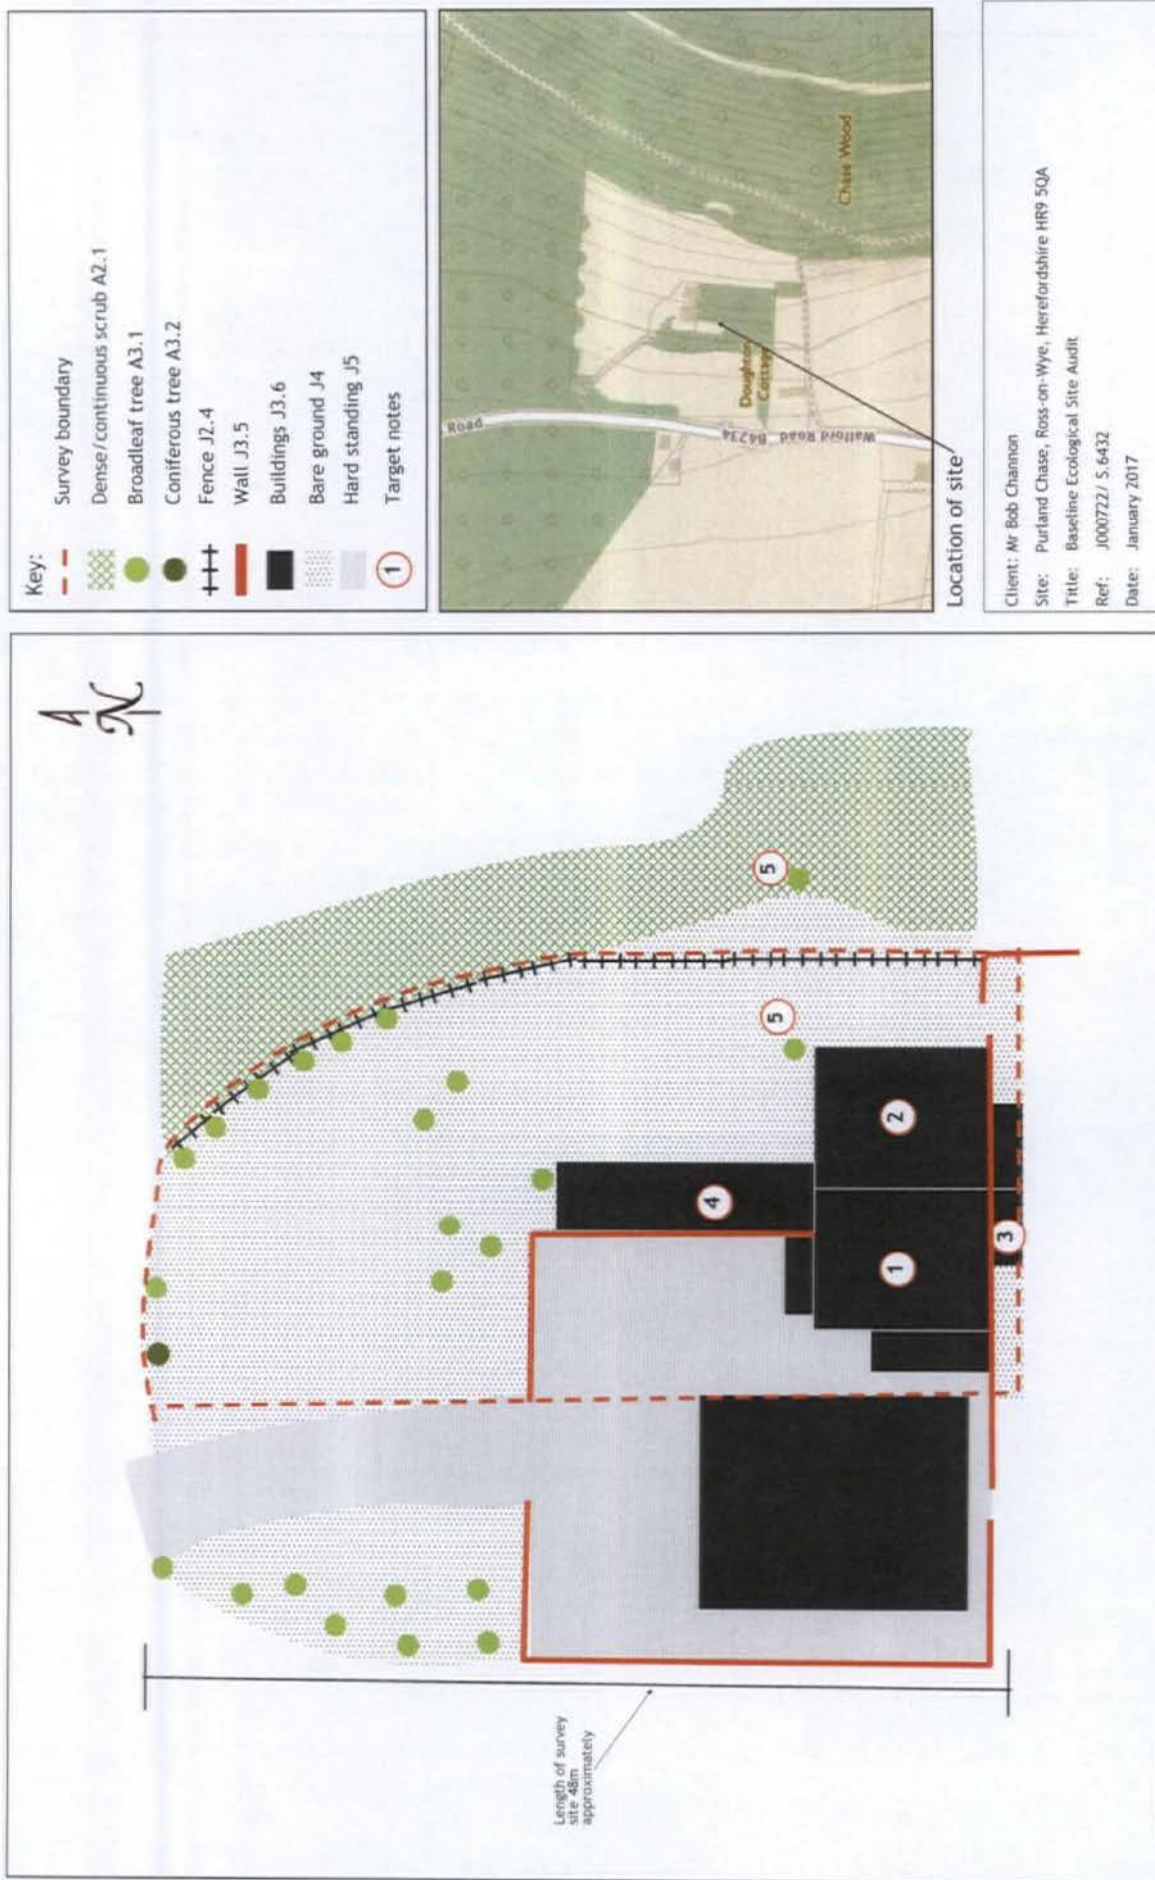 Key:
Survey boundary
Dense/continuous scrub A2.1
Broadleaf tree A3.1
Coniferous tree A3.2
Fence J2.4
Wall J3.5
Buildings J3.6
Bare ground J4
Hard standing J5
1 Target notes
N
5
5
2
4
1
3
Length of survey
site 48m
approximately
Road
Chase Wood
Doughton
Cottage
Walford Road B4234
Location of site
Client: Mr Bob Channon
Site: Purland Chase, Ross-on-Wye, Herefordshire HR9 5QA
Title: Baseline Ecological Site Audit
Ref: J000722/ S.6432
Date: January 2017